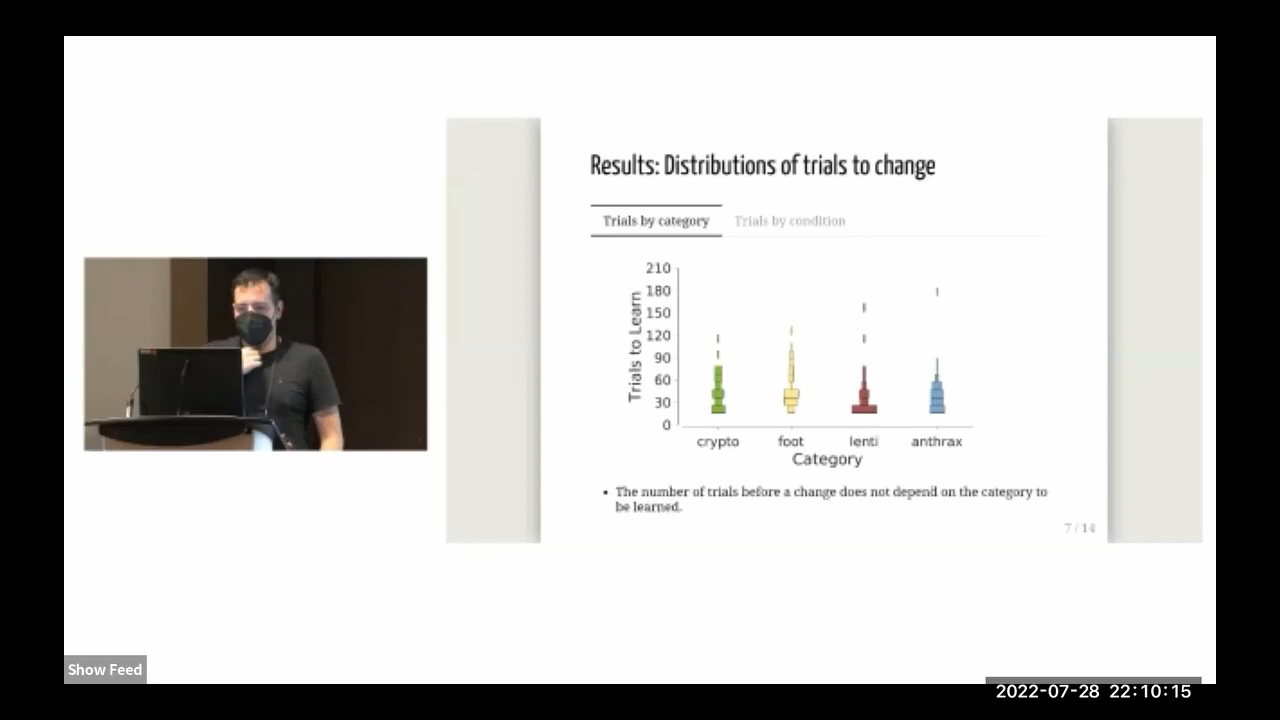 Results: Distributions of trials to change
Trials by category
Trials by condition
210
180
150
120
90
60
30
0
Trials to Learn
crypto
foot
lenti
anthrax
Category
• The number of trials before a change does not depend on the category to
be learned.
7 / 14
Show Feed
2022-07-28 22:10:15